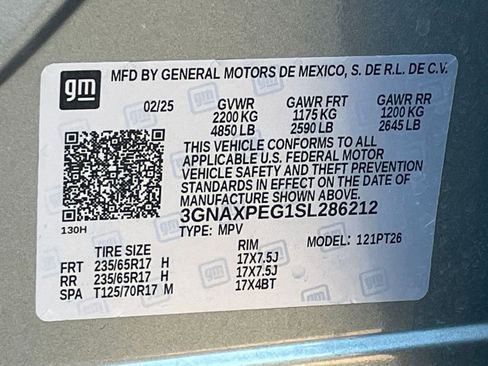 gm MFD BY GENERAL MOTORS DE MEXICO, S. DE R.L. DE C.V.
02/25 GVWR GAWR FRT GAWR RR
2200 KG 1175 KG 1200 KG
4850 LB 2590 LB 2645 LB
THIS VEHICLE CONFORMS TO ALL
APPLICABLE U.S. FEDERAL MOTOR
VEHICLE SAFETY AND THEFT PREVENTION
STANDARDS IN EFFECT ON THE DATE OF
MANUFACTURE SHOWN ABOVE.
130H 3GNAXPEG1SL286212
TYPE: MPV MODEL: 121PT26
TIRE SIZE RIM
FRT 235/65R17 H 17X7.5J
RR 235/65R17 H 17X7.5J
SPA T125/70R17 M 17X4BT